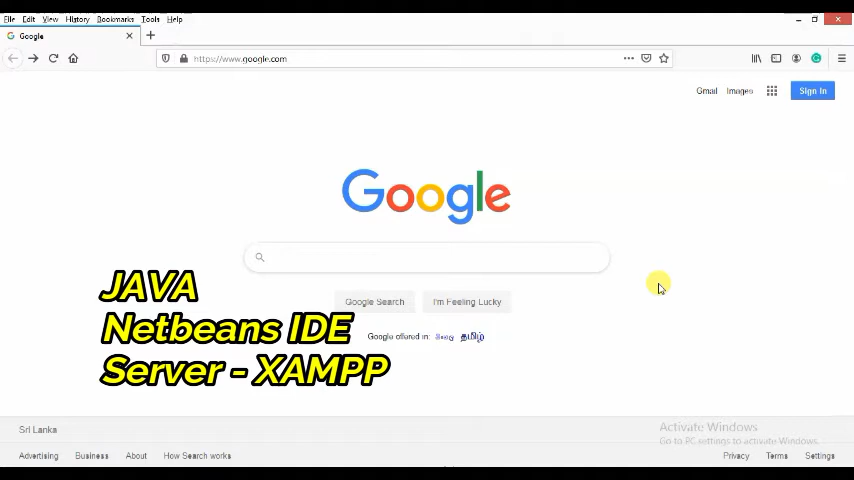 File Edit View History Bookmarks Tools Help
Google
https://www.google.com
Gmail Images Sign in
Google
JAVA
Netbeans IDE
Server - XAMPP
Google Search I'm Feeling Lucky
Google offered in: සිංහල தமிழ்
Sri Lanka
Activate Windows
Go to PC settings to activate Windows.
Advertising Business About How Search works Privacy Terms Settings